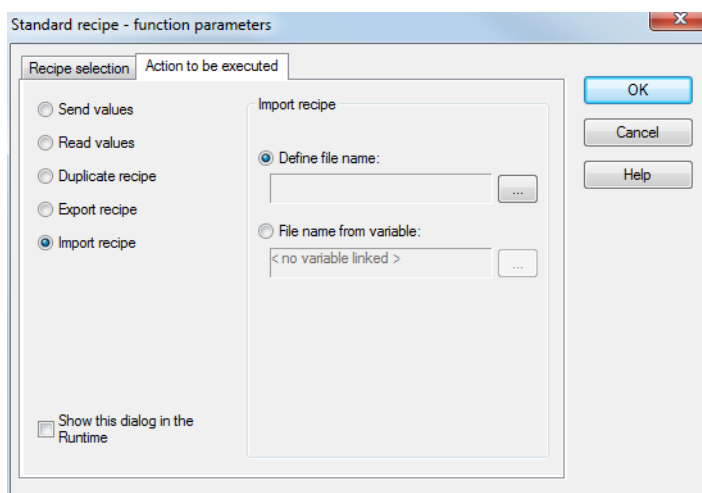 Standard recipe - function parameters
Recipe selection
Action to be executed
Send values
Read values
Duplicate recipe
Export recipe
Import recipe
Show this dialog in the
Runtime
Import recipe
Define file name:
...
File name from variable:
< no variable linked >
...
OK
Cancel
Help